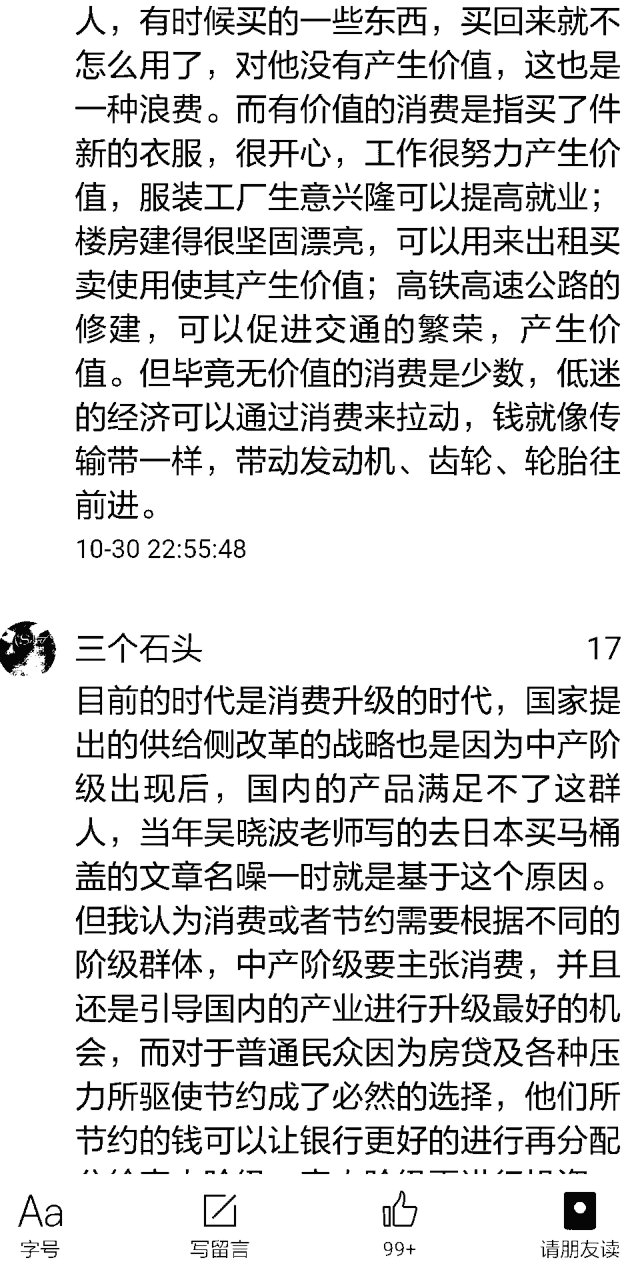 人，有时候买的一些东西，买回来就不
怎么用了，对他没有产生价值，这也是
一种浪费。而有价值的消费是指买了件
新的衣服，很开心，工作很努力产生价
值，服装工厂生意兴隆可以提高就业；
楼房建得很坚固漂亮，可以用来出租买
卖使用使其产生价值；高铁高速公路的
修建，可以促进交通的繁荣，产生价
值。但毕竟无价值的消费是少数，低迷
的经济可以通过消费来拉动，钱就像传
输带一样，带动发动机、齿轮、轮胎往
前进。
10-30 22:55:48
三个石头 17
目前的时代是消费升级的时代，国家提
出的供给侧改革的战略也是因为中产阶
级出现后，国内的产品满足不了这群
人，当年吴晓波老师写的去日本买马桶
盖的文章名噪一时就是基于这个原因。
但我认为消费或者节约需要根据不同的
阶级群体，中产阶级要主张消费，并且
还是引导国内的产业进行升级最好的机
会，而对于普通民众因为房贷及各种压
力所驱使节约成了必然的选择，他们所
节约的钱可以让银行更好的进行再分配
Aa 99+
字号 写留言 请朋友读